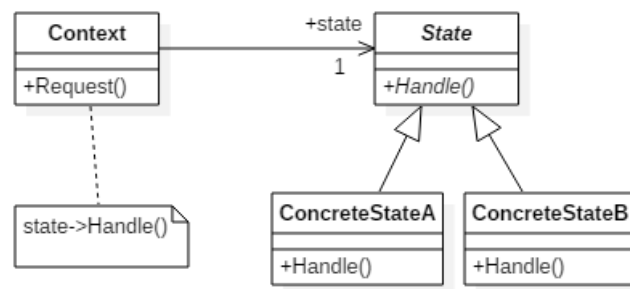 Context
+Request()
+state
1
State
+Handle()
state->Handle()
ConcreteStateA
+Handle()
ConcreteStateB
+Handle()